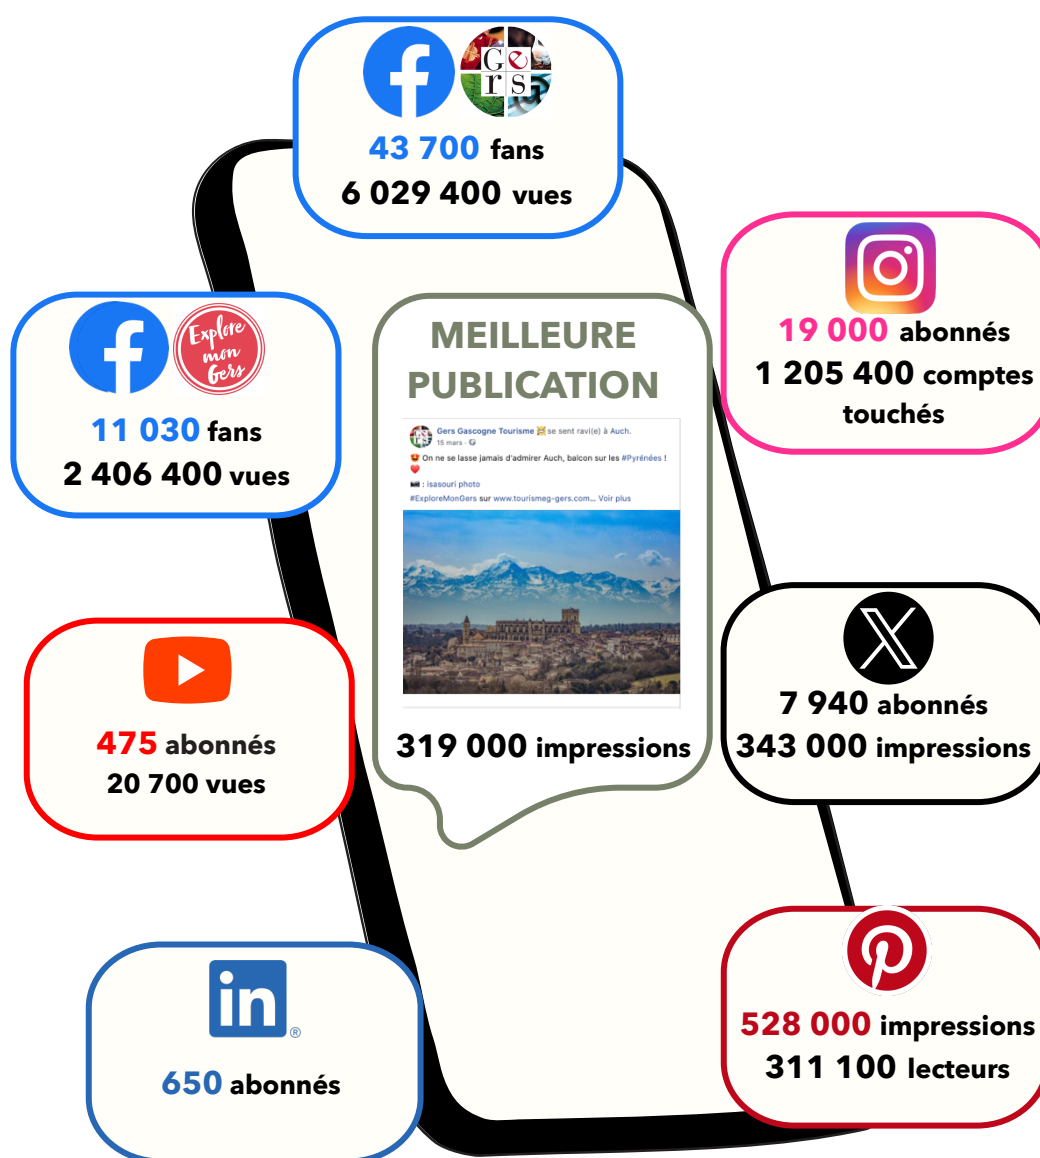 Gers
43 700 fans
6 029 400 vues
19 000 abonnés
1 205 400 comptes
touchés
Explore
mon
Gers
11 030 fans
2 406 400 vues
MEILLEURE
PUBLICATION
Gers Gascogne Tourisme 🥰 se sent ravi(e) à Auch.
15 mars ·
🤩 On ne se lasse jamais d'admirer Auch, balcon sur les #Pyrénées !
❤️
📷 : isasouri photo
#ExploreMonGers sur www.tourismeg-gers.com... Voir plus
319 000 impressions
475 abonnés
20 700 vues
7 940 abonnés
343 000 impressions
in®
650 abonnés
528 000 impressions
311 100 lecteurs